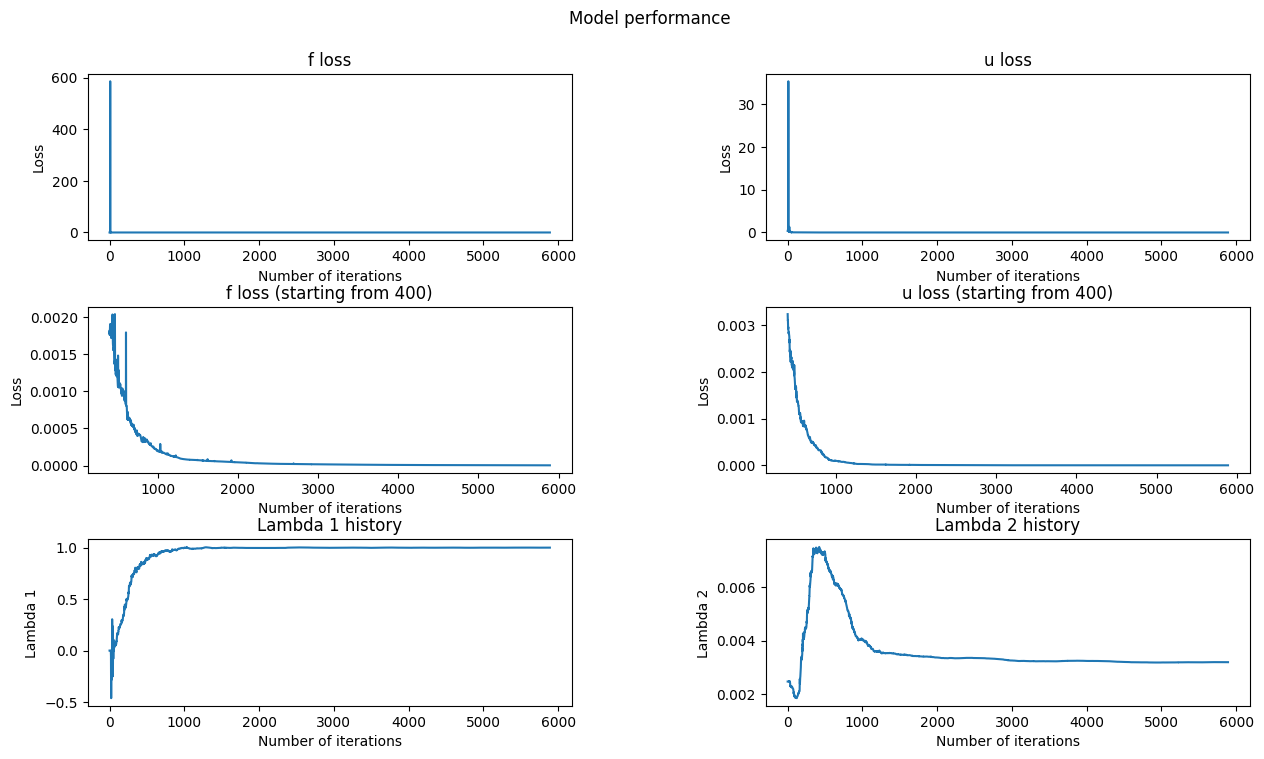 Model performance
f loss
600
400
200
0
Loss
0 1000 2000 3000 4000 5000 6000
Number of iterations
u loss
30
20
10
0
Loss
0 1000 2000 3000 4000 5000 6000
Number of iterations
f loss (starting from 400)
0.0020
0.0015
0.0010
0.0005
0.0000
Loss
1000 2000 3000 4000 5000 6000
Number of iterations
u loss (starting from 400)
0.003
0.002
0.001
0.000
Loss
1000 2000 3000 4000 5000 6000
Number of iterations
Lambda 1 history
1.0
0.5
0.0
−0.5
Lambda 1
0 1000 2000 3000 4000 5000 6000
Number of iterations
Lambda 2 history
0.006
0.004
0.002
Lambda 2
0 1000 2000 3000 4000 5000 6000
Number of iterations